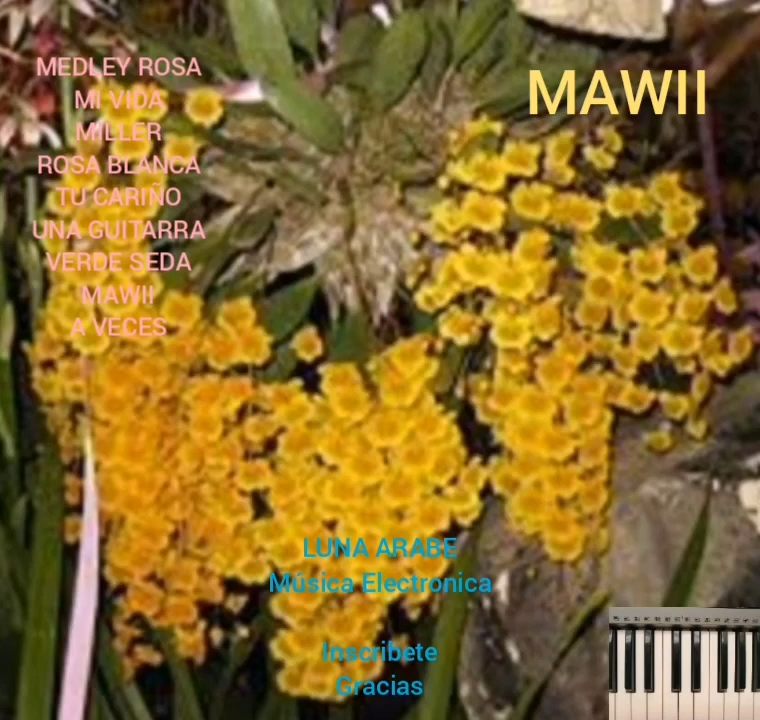 MEDLEY ROSA
MI VIDA
MILLER
ROSA BLANCA
TU CARIÑO
UNA GUITARRA
VERDE SEDA
MAWII
A VECES
MAWII
LUNA ARABE
Música Electronica
Inscribete
Gracias